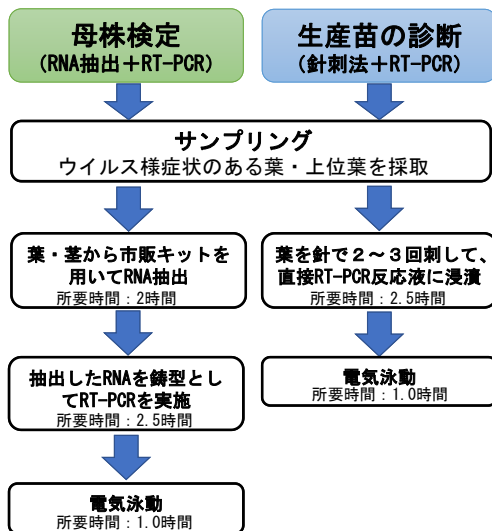 母株検定
(RNA抽出＋RT-PCR)
生産苗の診断
(針刺法＋RT-PCR)
サンプリング
ウイルス様症状のある葉・上位葉を採取
葉・茎から市販キットを
用いてRNA抽出
所要時間：2時間
葉を針で２～３回刺して、
直接RT-PCR反応液に浸漬
所要時間：2.5時間
抽出したRNAを鋳型とし
てRT-PCRを実施
所要時間：2.5時間
電気泳動
所要時間：1.0時間
電気泳動
所要時間：1.0時間